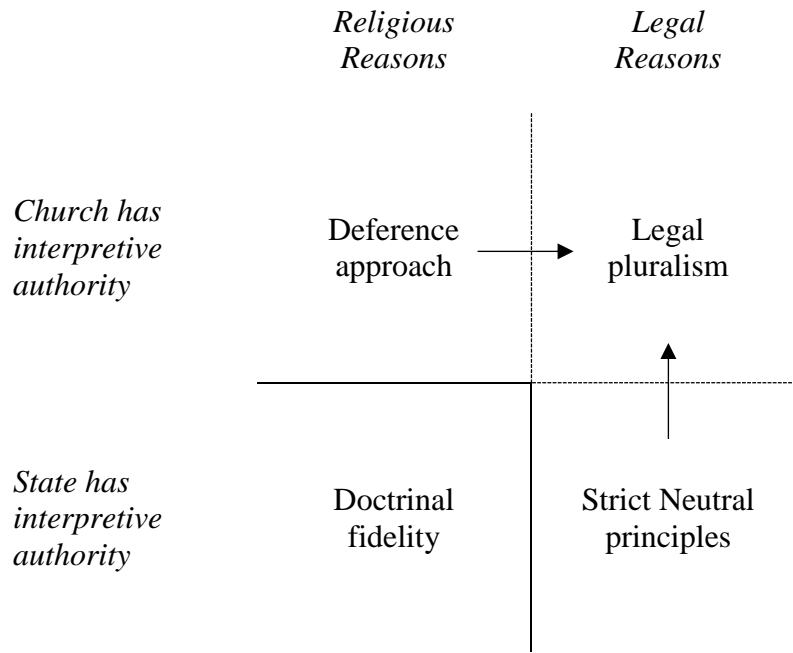 Religious
Reasons
Legal
Reasons
Church has
interpretive
authority
Deference
approach
Legal
pluralism
State has
interpretive
authority
Doctrinal
fidelity
Strict Neutral
principles